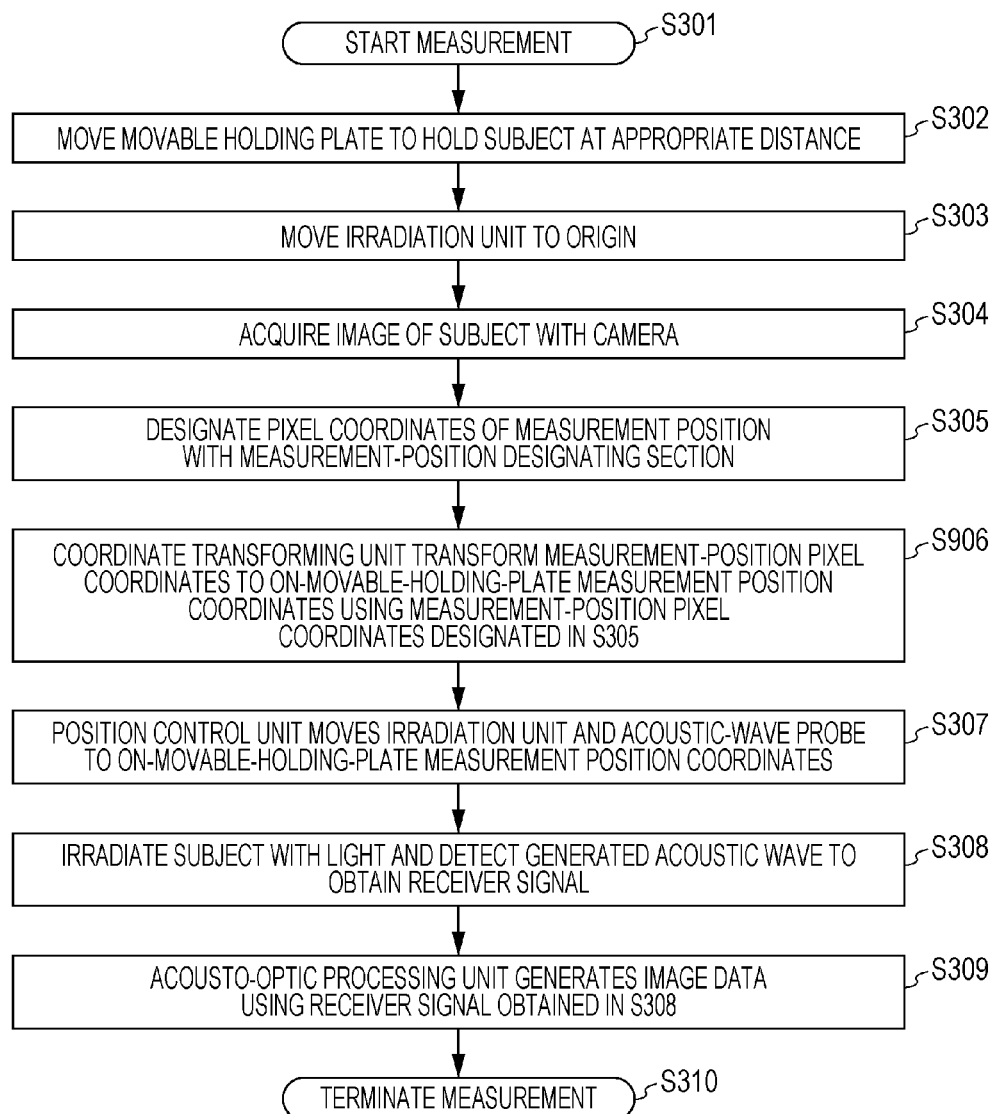 START MEASUREMENT
S301
MOVE MOVABLE HOLDING PLATE TO HOLD SUBJECT AT APPROPRIATE DISTANCE
S302
MOVE IRRADIATION UNIT TO ORIGIN
S303
ACQUIRE IMAGE OF SUBJECT WITH CAMERA
S304
DESIGNATE PIXEL COORDINATES OF MEASUREMENT POSITION
WITH MEASUREMENT-POSITION DESIGNATING SECTION
S305
COORDINATE TRANSFORMING UNIT TRANSFORM MEASUREMENT-POSITION PIXEL
COORDINATES TO ON-MOVABLE-HOLDING-PLATE MEASUREMENT POSITION
COORDINATES USING MEASUREMENT-POSITION PIXEL
COORDINATES DESIGNATED IN S305
S906
POSITION CONTROL UNIT MOVES IRRADIATION UNIT AND ACOUSTIC-WAVE PROBE
TO ON-MOVABLE-HOLDING-PLATE MEASUREMENT POSITION COORDINATES
S307
IRRADIATE SUBJECT WITH LIGHT AND DETECT GENERATED ACOUSTIC WAVE TO
OBTAIN RECEIVER SIGNAL
S308
ACOUSTO-OPTIC PROCESSING UNIT GENERATES IMAGE DATA
USING RECEIVER SIGNAL OBTAINED IN S308
S309
TERMINATE MEASUREMENT
S310